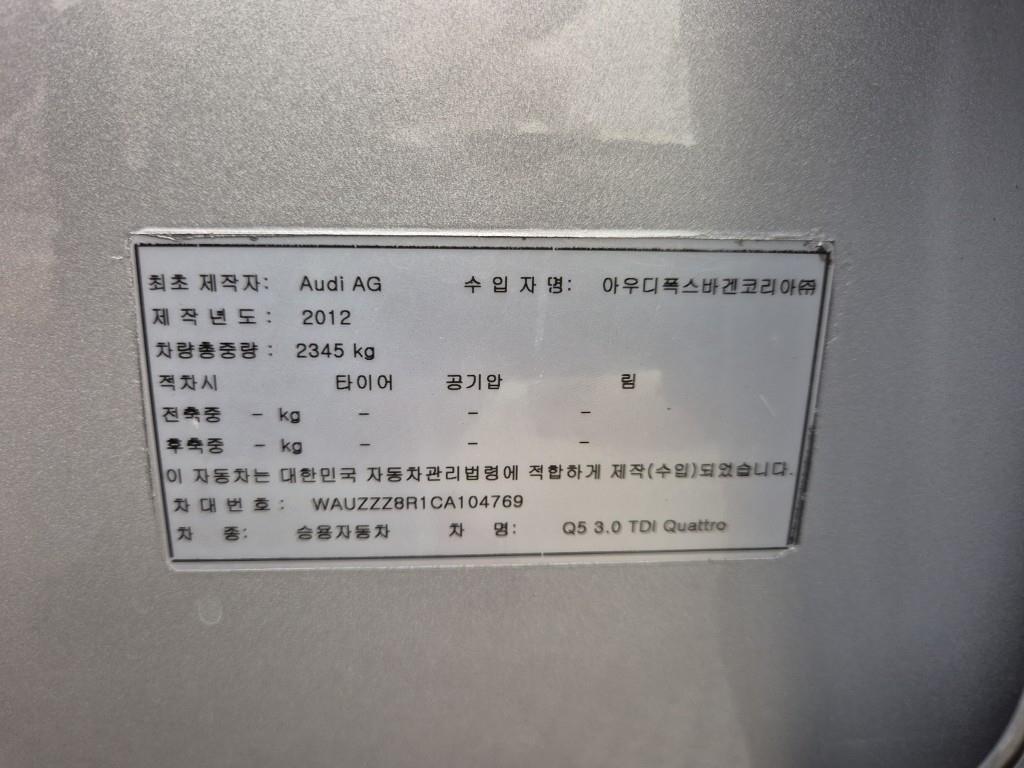 최초 제작자: Audi AG 수 입 자 명: 아우디폭스바겐코리아㈜
제 작 년 도 : 2012
차량총중량 : 2345 kg
적차시 타이어 공기압 림
전축중 - kg - - -
후축중 - kg - - -
이 자동차는 대한민국 자동차관리법령에 적합하게 제작(수입)되었습니다.
차 대 번 호 : WAUZZZ8R1CA104769
차 종: 승용자동차 차 명: Q5 3.0 TDI Quattro